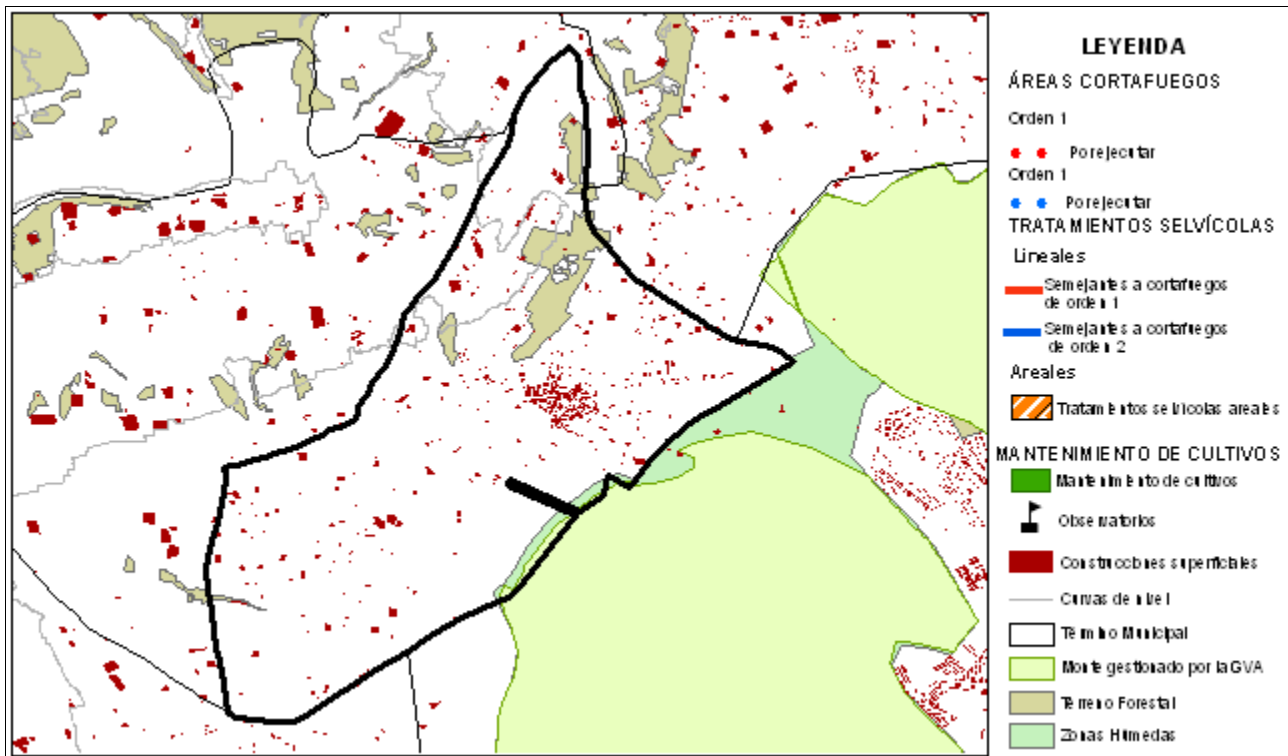 LEYENDA
ÁREAS CORTAFUEGOS
Orden 1
Por ejecutar
Orden 1
Por ejecutar
TRATAMIENTOS SELVÍCOLAS
Lineales
Semejantes a cortafuegos
de orden 1
Semejantes a cortafuegos
de orden 2
Areales
Tratamientos selvícolas areales
MANTENIMIENTO DE CULTIVOS
Mantenimiento de cultivos
Observatorios
Construcciones superficiales
Curvas de nivel
Término Municipal
Monte gestionado por la GVA
Terreno Forestal
Zonas Húmedas